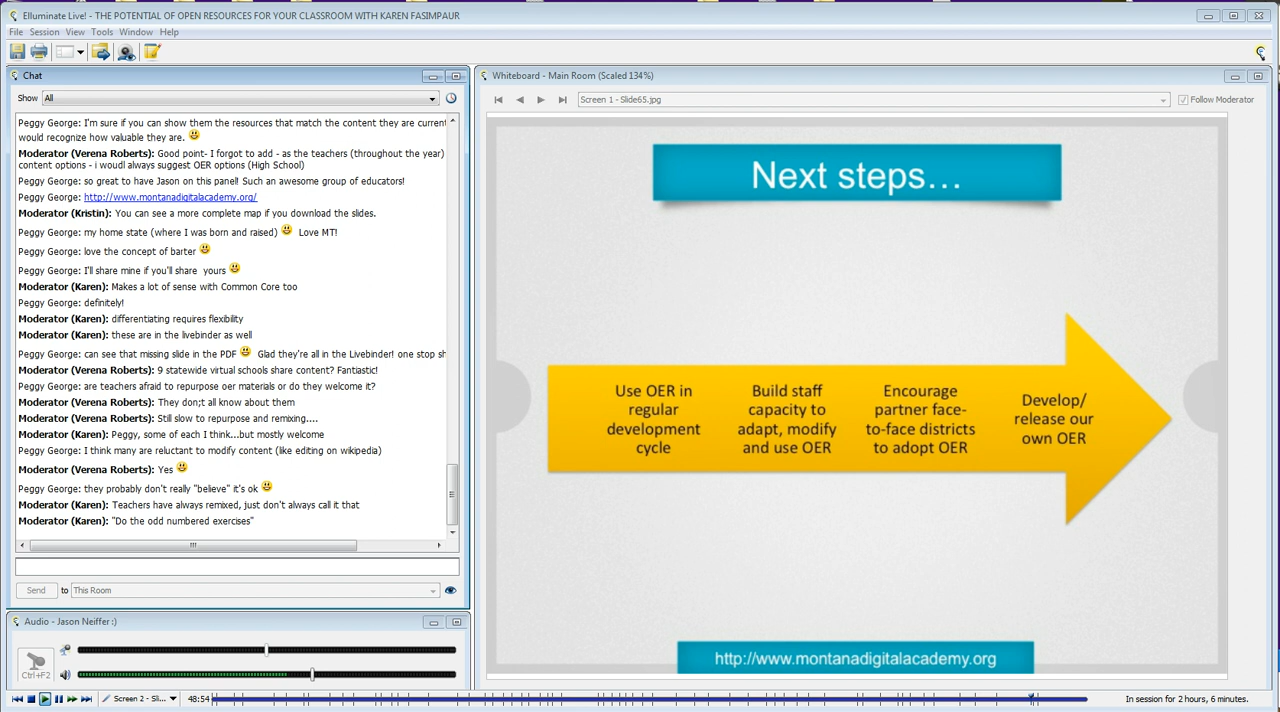 Elluminate Live! - THE POTENTIAL OF OPEN RESOURCES FOR YOUR CLASSROOM WITH KAREN FASIMPAUR
File Session View Tools Window Help
Chat
Show All
Peggy George: I'm sure if you can show them the resources that match the content they are current
would recognize how valuable they are.
Moderator (Verena Roberts): Good point- I forgot to add - as the teachers (throughout the year)
content options - i woudl always suggest OER options (High School)
Peggy George: so great to have Jason on this panel! Such an awesome group of educators!
Peggy George: http://www.montanadigitalacademy.org/
Moderator (Kristin): You can see a more complete map if you download the slides.
Peggy George: my home state (where I was born and raised) Love MT!
Peggy George: love the concept of barter
Peggy George: I'll share mine if you'll share yours
Moderator (Karen): Makes a lot of sense with Common Core too
Peggy George: definitely!
Moderator (Karen): differentiating requires flexibility
Moderator (Karen): these are in the livebinder as well
Peggy George: can see that missing slide in the PDF Glad they're all in the Livebinder! one stop sh
Moderator (Verena Roberts): 9 statewide virtual schools share content? Fantastic!
Peggy George: are teachers afraid to repurpose oer materials or do they welcome it?
Moderator (Verena Roberts): They don;t all know about them
Moderator (Verena Roberts): Still slow to repurpose and remixing....
Moderator (Karen): Peggy, some of each I think...but mostly welcome
Peggy George: I think many are reluctant to modify content (like editing on wikipedia)
Moderator (Verena Roberts): Yes
Peggy George: they probably don't really "believe" it's ok
Moderator (Karen): Teachers have always remixed, just don't always call it that
Moderator (Karen): "Do the odd numbered exercises"
Send to This Room
Audio - Jason Neiffer :)
Ctrl+F2
Whiteboard - Main Room (Scaled 134%)
Screen 1 - Slide65.jpg
Follow Moderator
Next steps…
Use OER in
regular
development
cycle
Build staff
capacity to
adapt, modify
and use OER
Encourage
partner face-
to-face districts
to adopt OER
Develop/
release our
own OER
http://www.montanadigitalacademy.org
Screen 2 - Sli...
48:54
In session for 2 hours, 6 minutes.